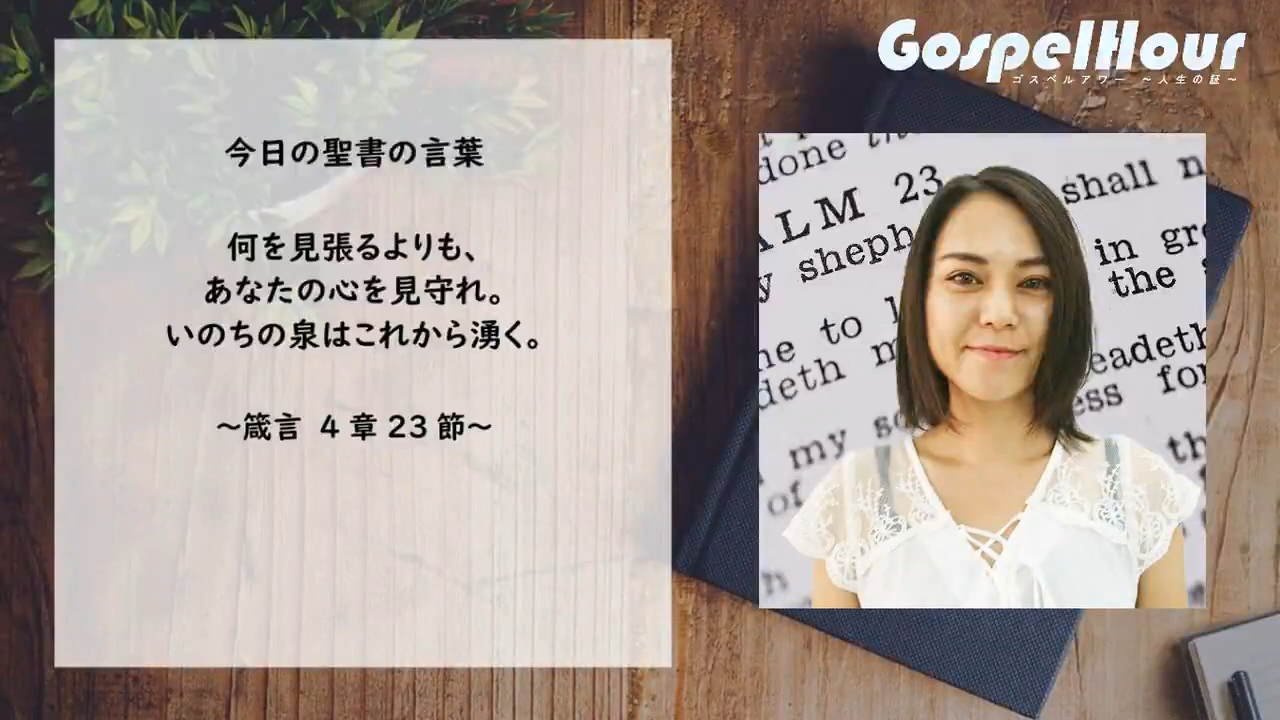 GospelHour
ゴスペルアワー ～人生の証～
今日の聖書の言葉
何を見張るよりも、
あなたの心を見守れ。
いのちの泉はこれから湧く。
～箴言 4章23節～
done
ALM 23 shall
sheph in gr
the
to
deth eadeth
ess for
my
of th